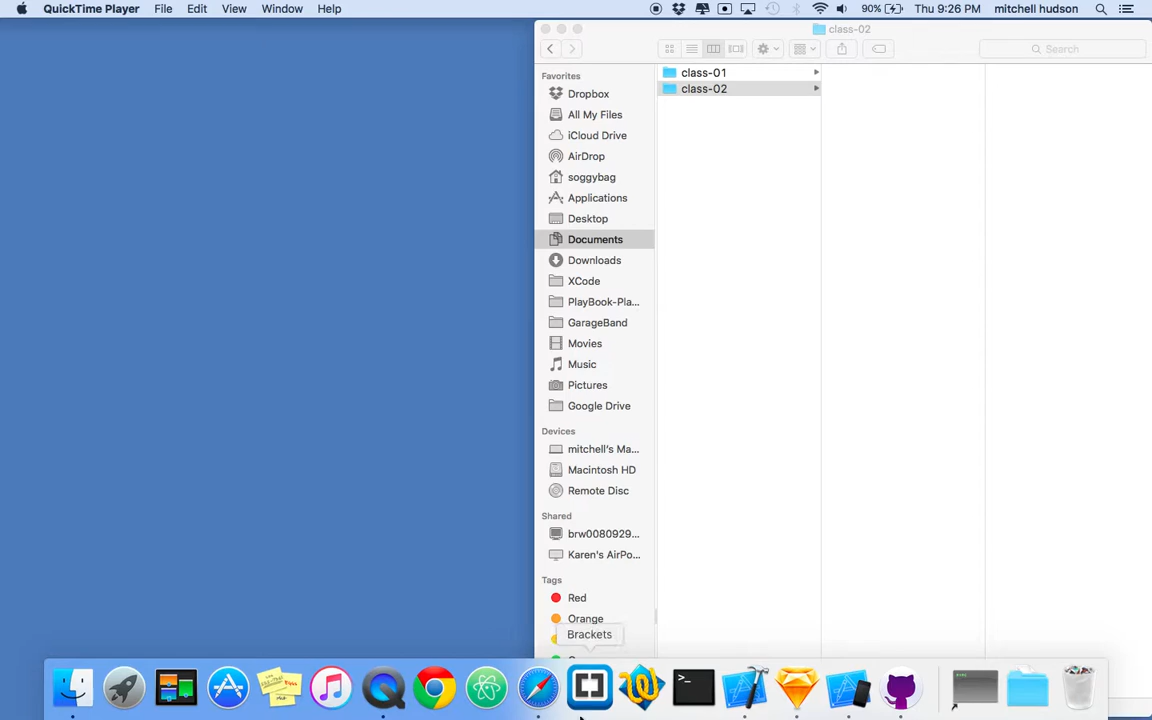 QuickTime Player File Edit View Window Help 90% Thu 9:26 PM mitchell hudson
class-02
Search
Favorites
Dropbox
All My Files
iCloud Drive
AirDrop
soggybag
Applications
Desktop
Documents
Downloads
XCode
PlayBook-Pla...
GarageBand
Movies
Music
Pictures
Google Drive
Devices
mitchell's Ma...
Macintosh HD
Remote Disc
Shared
brw0080929...
Karen's AirPo...
Tags
Red
Orange
class-01
class-02
Brackets
>_